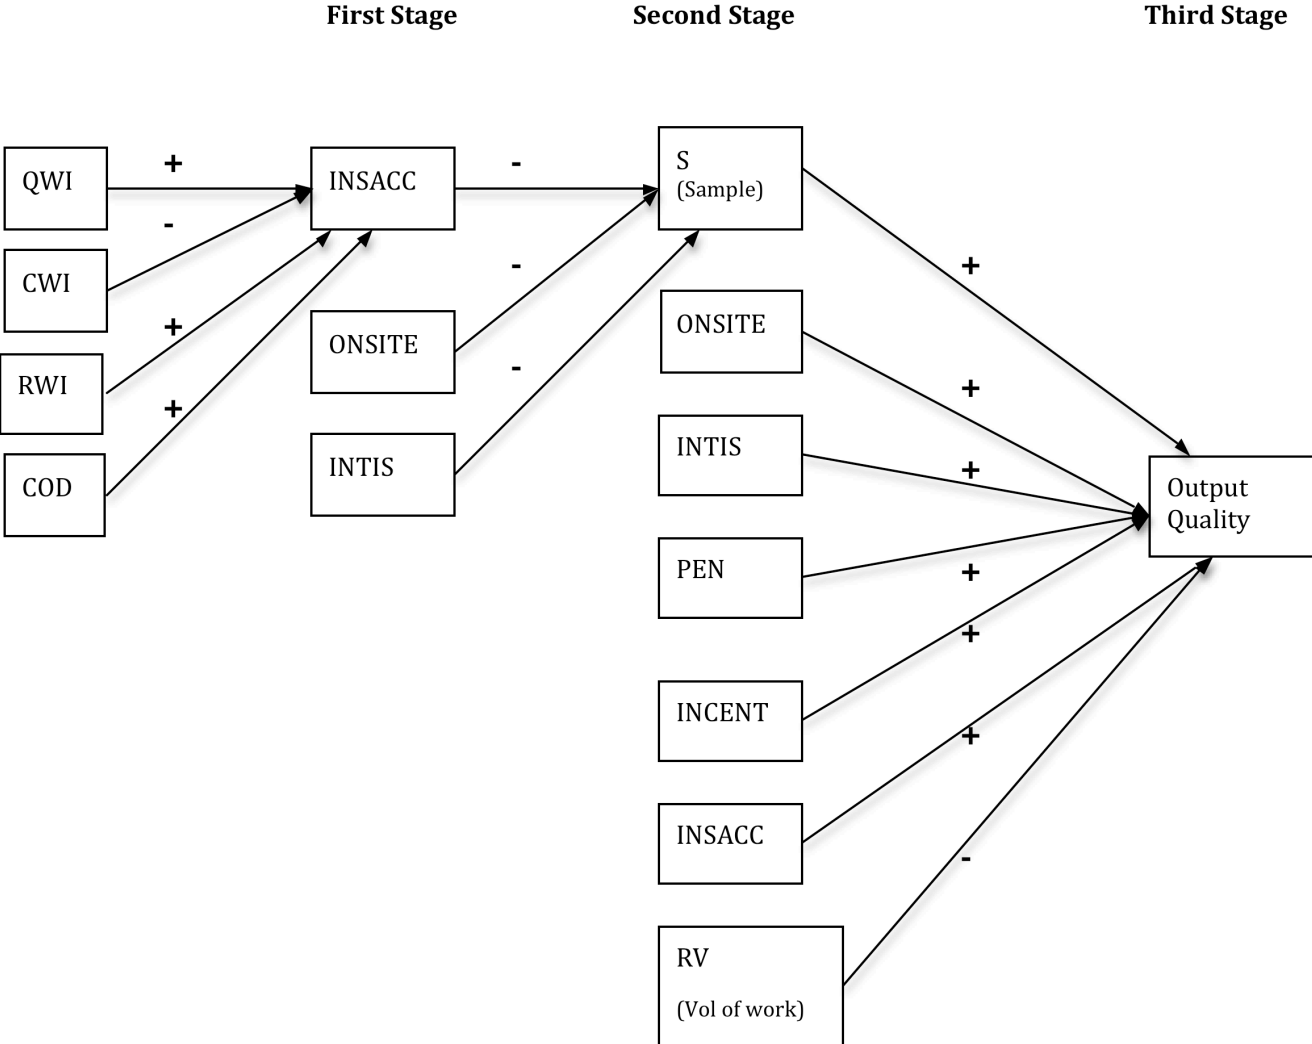 First Stage
Second Stage
Third Stage
QWI
+
INSACC
-
S
(Sample)
-
CWI
+
RWI
+
COD
ONSITE
-
INTIS
-
+
ONSITE
+
INTIS
+
PEN
+
INCENT
+
INSACC
+
RV
(Vol of work)
-
Output
Quality